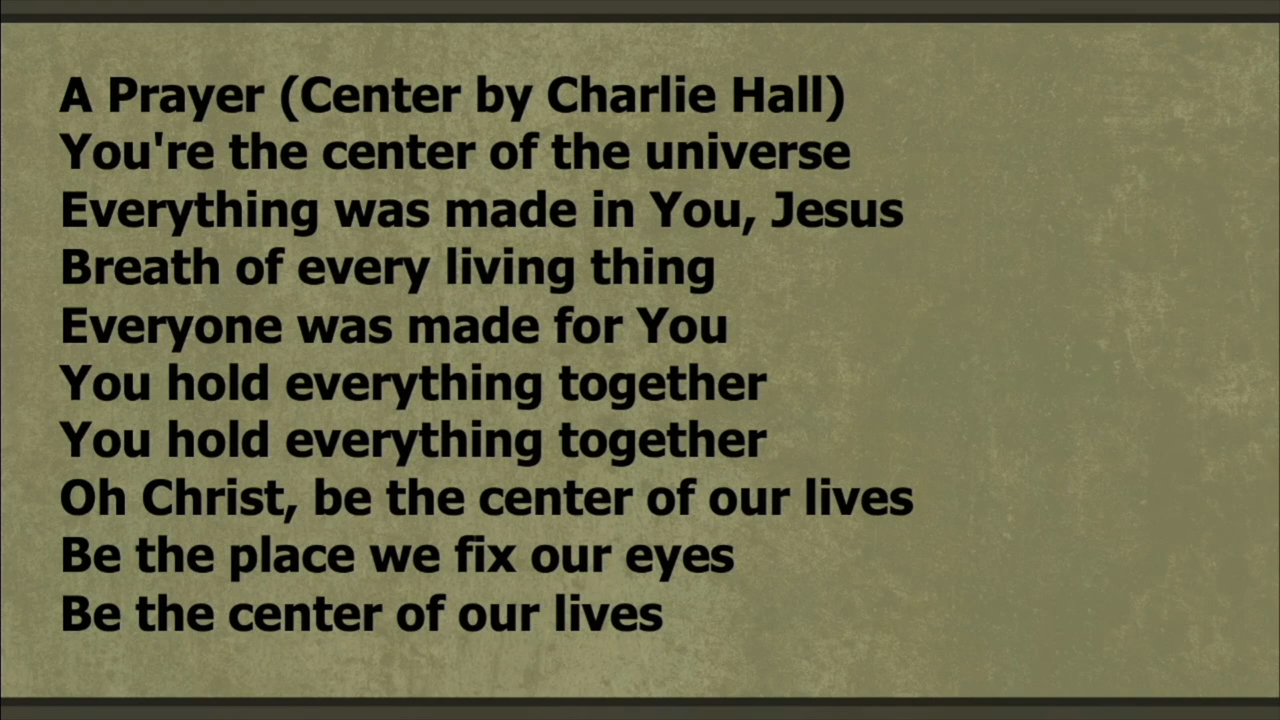 A Prayer (Center by Charlie Hall)
You're the center of the universe
Everything was made in You, Jesus
Breath of every living thing
Everyone was made for You
You hold everything together
You hold everything together
Oh Christ, be the center of our lives
Be the place we fix our eyes
Be the center of our lives